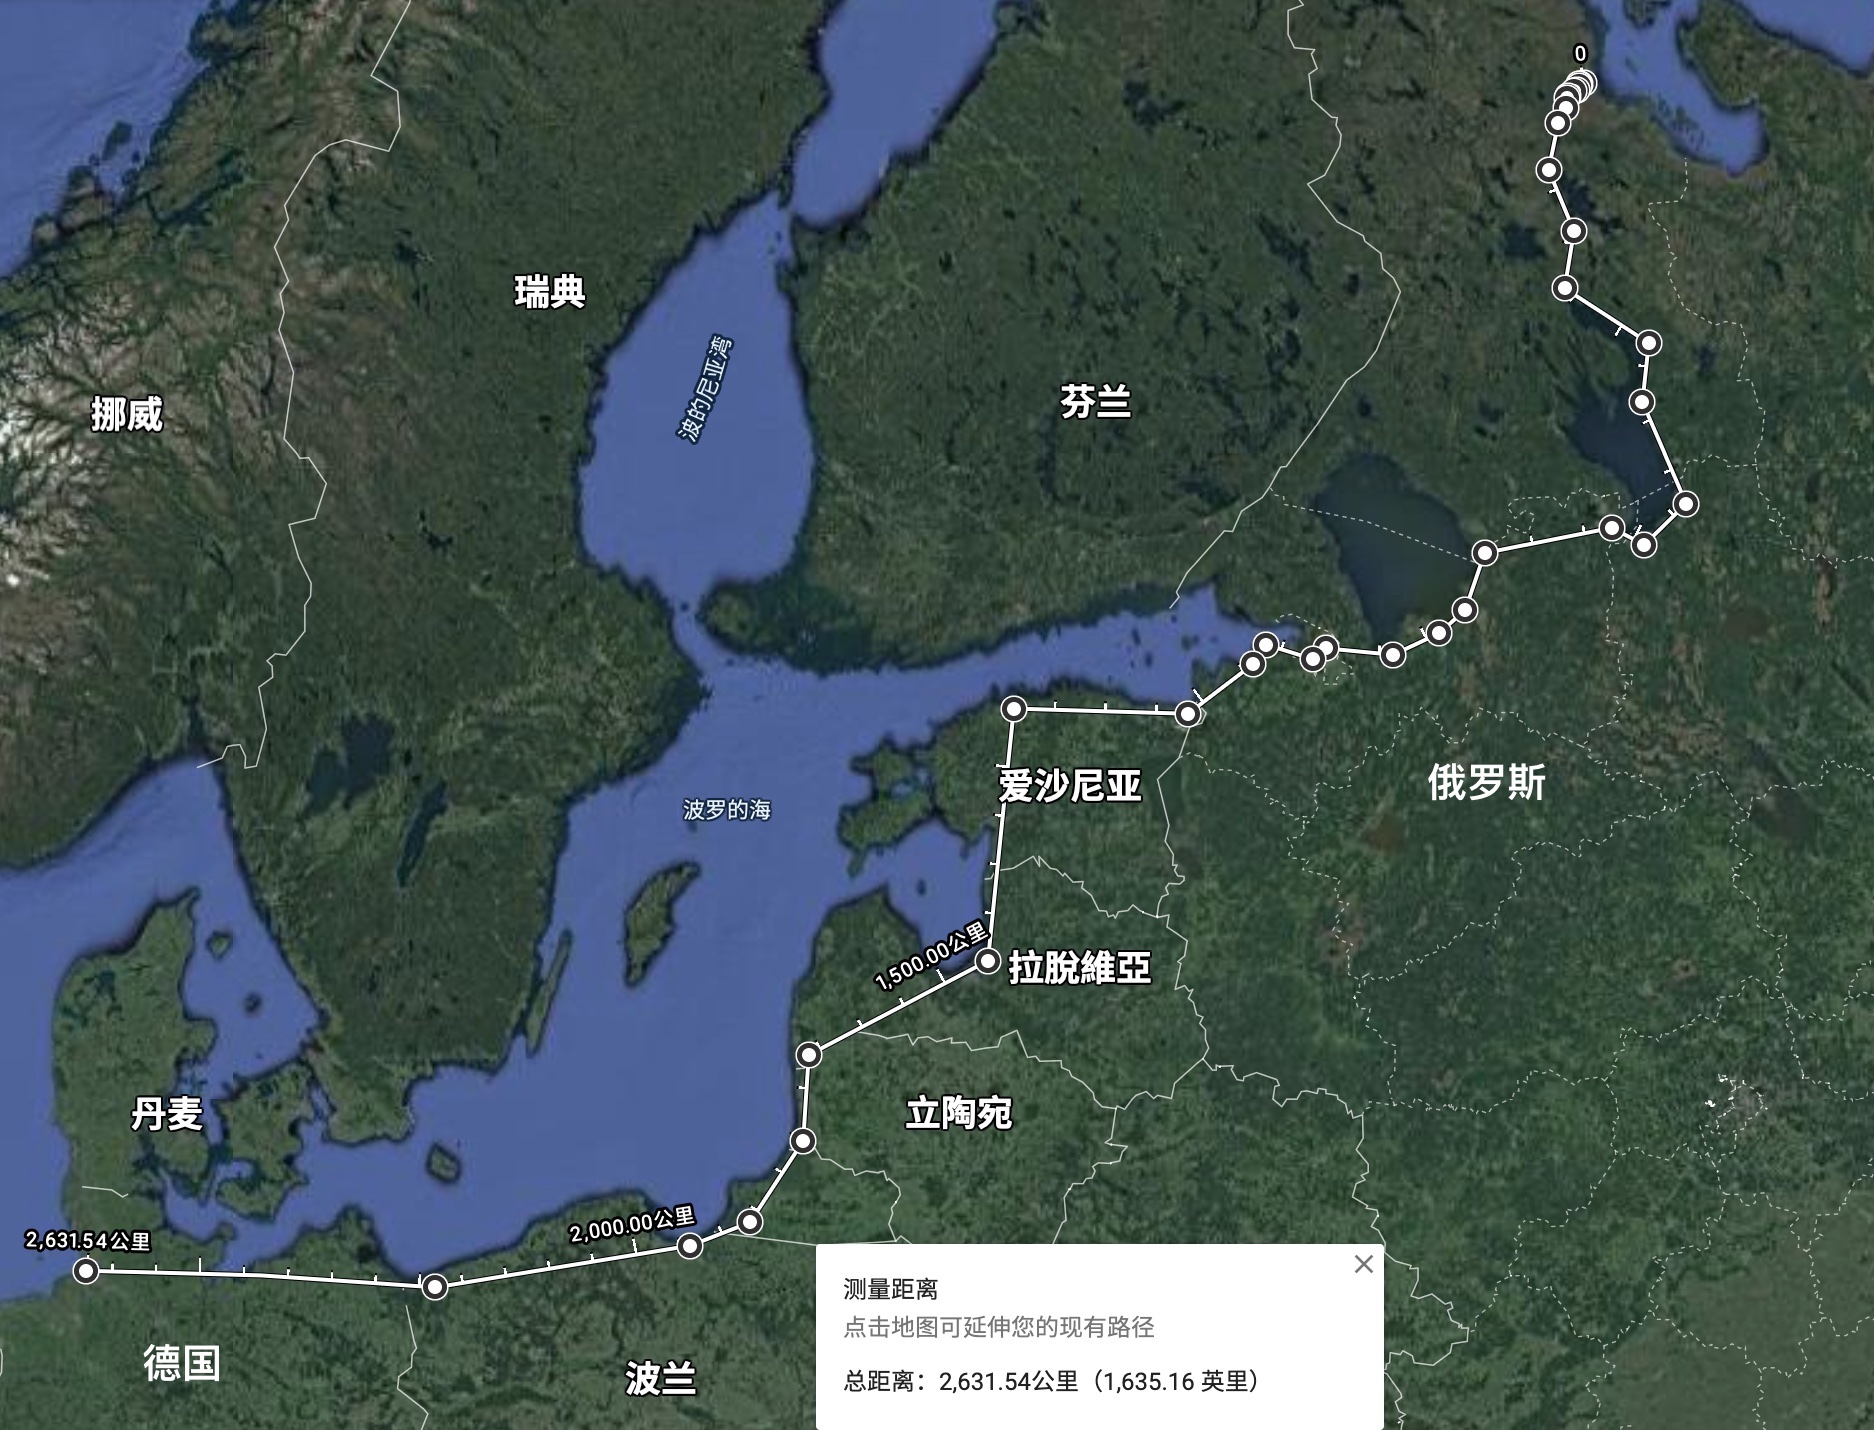 0
瑞典
波的尼亚湾
挪威
芬兰
爱沙尼亚
俄罗斯
波罗的海
1,500.00公里
拉脫維亞
丹麦
立陶宛
2,000.00公里
2,631.54公里
德国
波兰
测量距离
点击地图可延伸您的现有路径
总距离：2,631.54公里（1,635.16 英里）